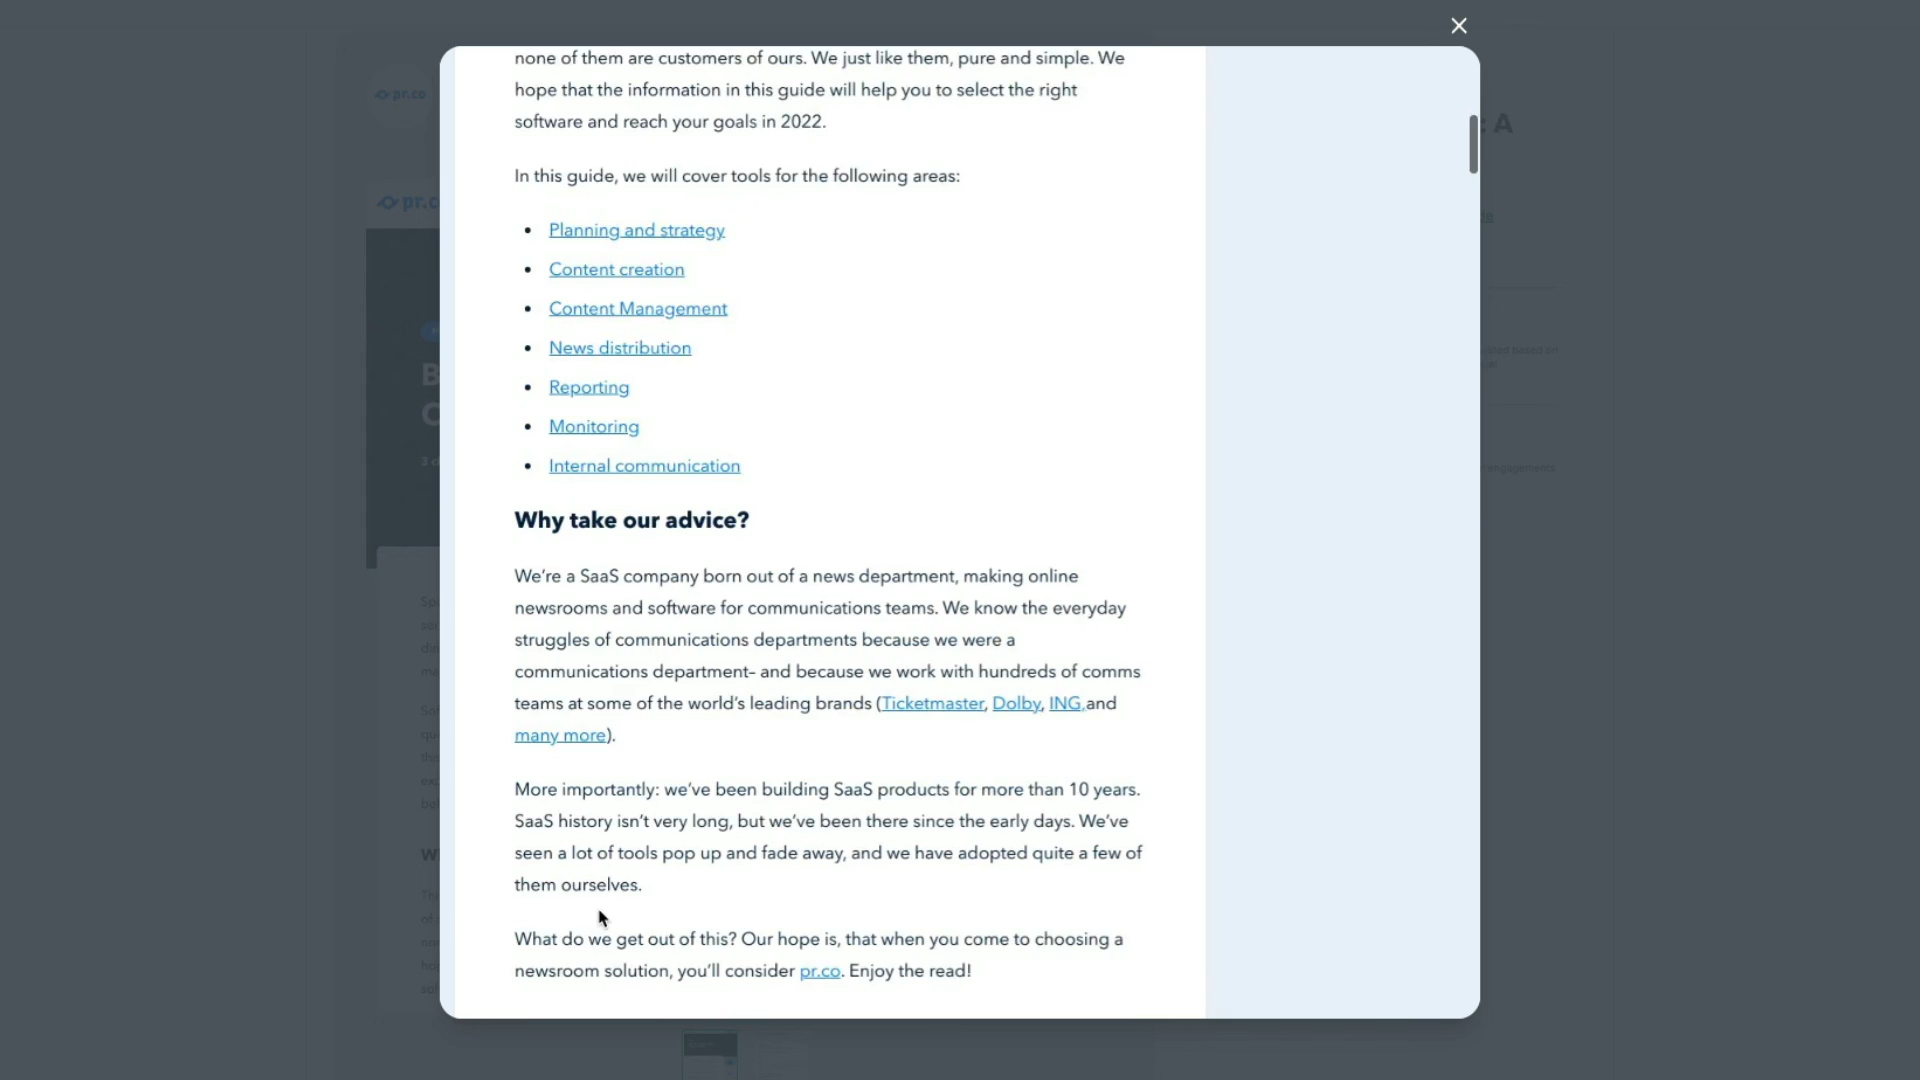 none of them are customers of ours. We just like them, pure and simple. We
hope that the information in this guide will help you to select the right
software and reach your goals in 2022.
In this guide, we will cover tools for the following areas:
• Planning and strategy
• Content creation
• Content Management
• News distribution
• Reporting
• Monitoring
• Internal communication
Why take our advice?
We’re a SaaS company born out of a news department, making online
newsrooms and software for communications teams. We know the everyday
struggles of communications departments because we were a
communications department– and because we work with hundreds of comms
teams at some of the world’s leading brands (Ticketmaster, Dolby, ING,and
many more).
More importantly: we’ve been building SaaS products for more than 10 years.
SaaS history isn’t very long, but we’ve been there since the early days. We’ve
seen a lot of tools pop up and fade away, and we have adopted quite a few of
them ourselves.
What do we get out of this? Our hope is, that when you come to choosing a
newsroom solution, you’ll consider pr.co. Enjoy the read!
pr.co
: A
engagements